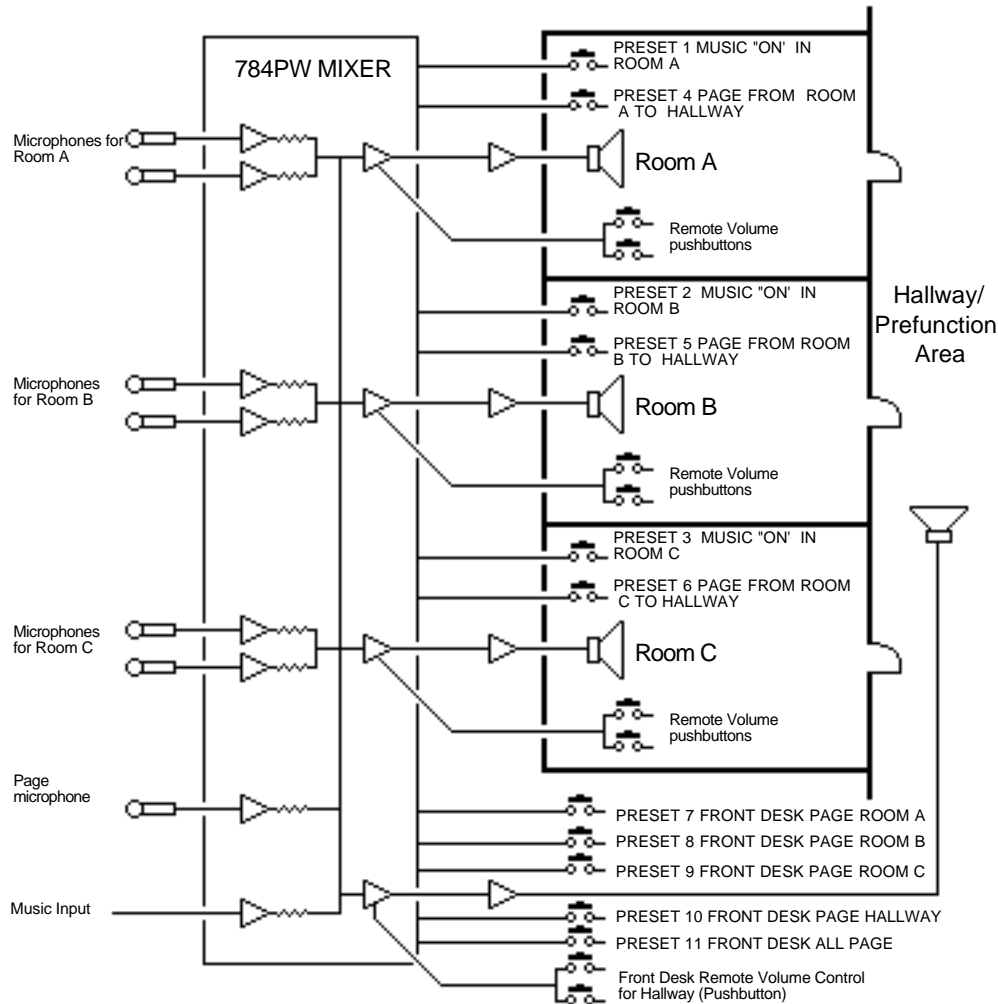 784PW MIXER
PRESET 1 MUSIC "ON' IN
ROOM A
PRESET 4 PAGE FROM ROOM
A TO HALLWAY
Microphones for
Room A
Room A
Remote Volume
pushbuttons
PRESET 2 MUSIC "ON' IN
ROOM B
Hallway/
Prefunction
Area
PRESET 5 PAGE FROM ROOM
B TO HALLWAY
Microphones
for Room B
Room B
Remote Volume
pushbuttons
PRESET 3 MUSIC "ON' IN
ROOM C
PRESET 6 PAGE FROM ROOM
C TO HALLWAY
Microphones
for Room C
Room C
Remote Volume
pushbuttons
Page
microphone
PRESET 7 FRONT DESK PAGE ROOM A
PRESET 8 FRONT DESK PAGE ROOM B
PRESET 9 FRONT DESK PAGE ROOM C
Music Input
PRESET 10 FRONT DESK PAGE HALLWAY
PRESET 11 FRONT DESK ALL PAGE
Front Desk Remote Volume Control
for Hallway (Pushbutton)